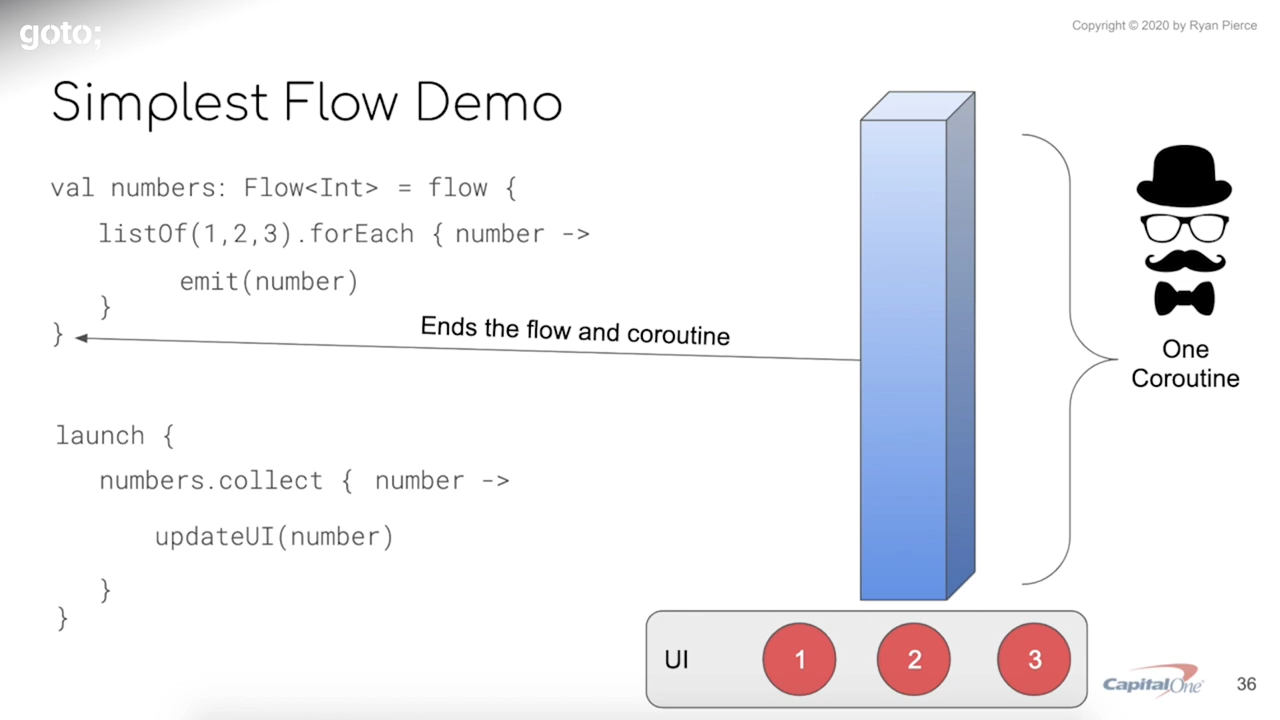 goto;
Copyright © 2020 by Ryan Pierce
Simplest Flow Demo
val numbers: Flow<Int> = flow {
listOf(1,2,3).forEach { number ->
emit(number)
}
}
Ends the flow and coroutine
One
Coroutine
launch {
numbers.collect { number ->
updateUI(number)
}
}
UI 1 2 3
CapitalOne
36